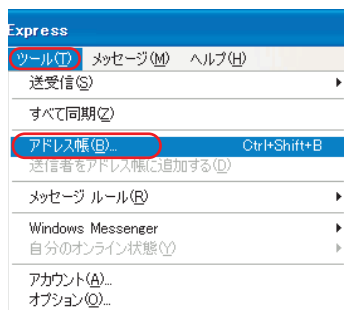 Express
ツール(T) メッセージ(M) ヘルプ(H)
送受信(S)
すべて同期(Z)
アドレス帳(B)... Ctrl+Shift+B
送信者をアドレス帳に追加する(D)
メッセージ ルール(R)
Windows Messenger
自分のオンライン状態(Y)
アカウント(A)...
オプション(O)...